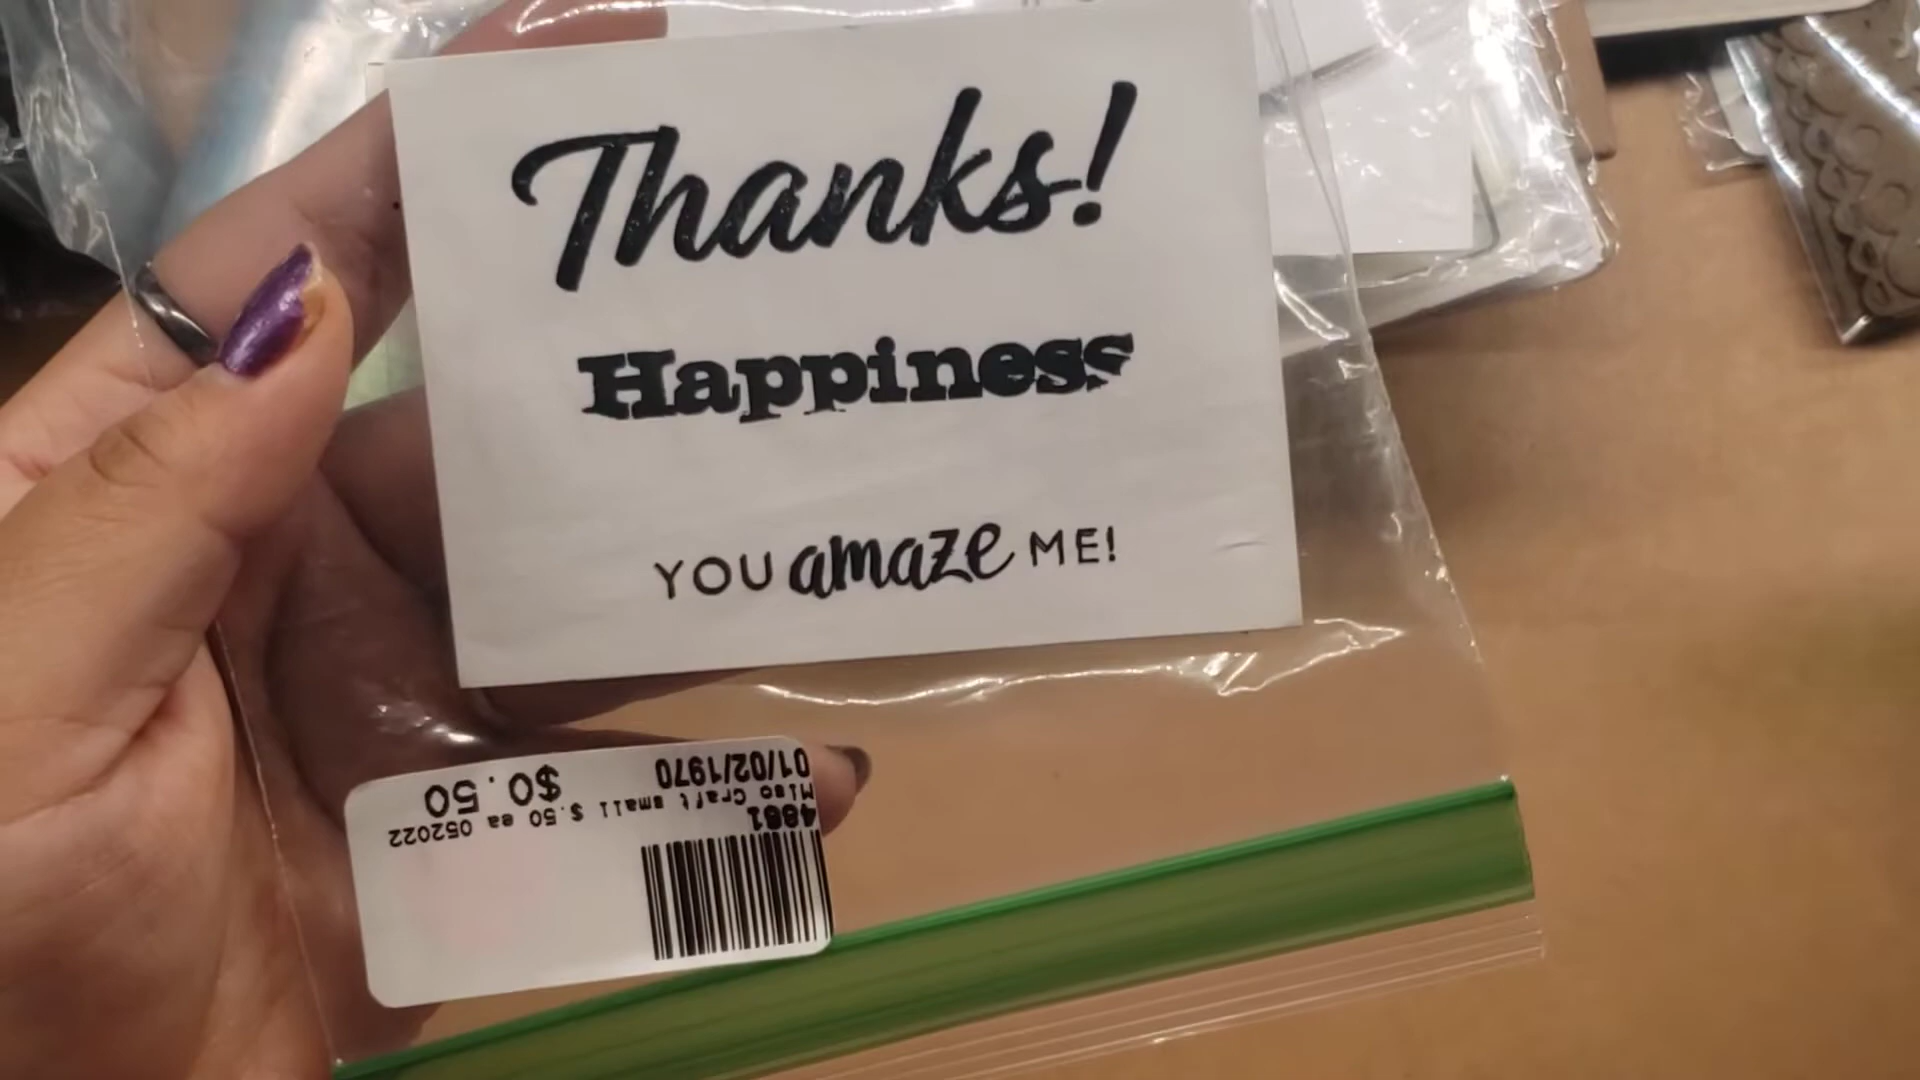 Thanks!
Happiness
YOU amaze ME!
4881
Misc Craft small $.50 ea 052022
01/02/1970
$0.50